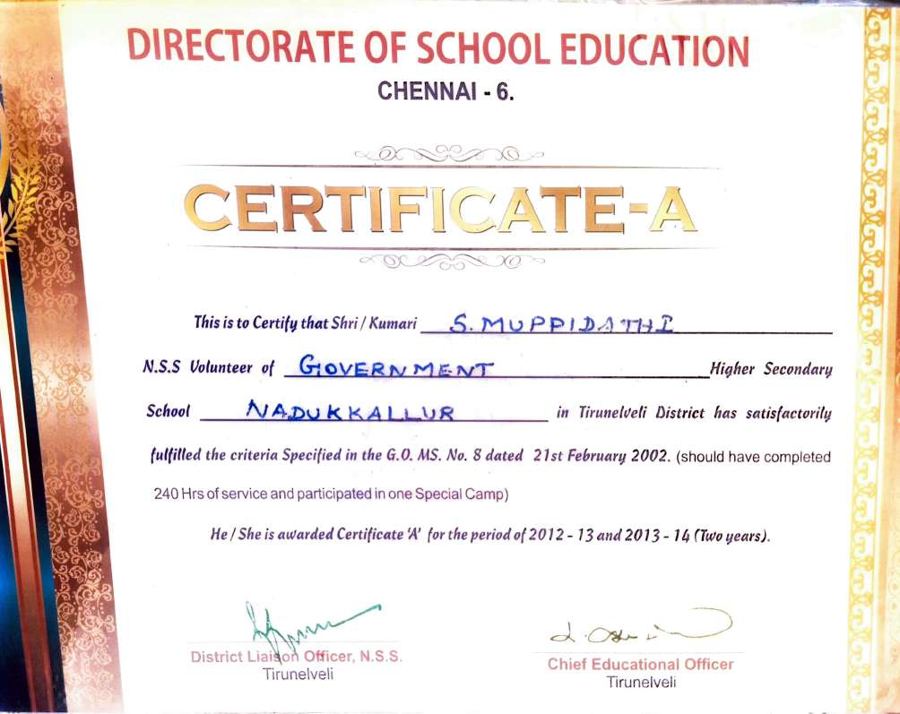 DIRECTORATE OF SCHOOL EDUCATION
CHENNAI - 6.
CERTIFICATE-A
This is to Certify that Shri / Kumari S. MUPPIDATHI
N.S.S Volunteer of GOVERNMENT Higher Secondary
School NADUKKALLUR in Tirunelveli District has satisfactorily
fulfilled the criteria Specified in the G.O. MS. No. 8 dated 21st February 2002. (should have completed
240 Hrs of service and participated in one Special Camp)
He / She is awarded Certificate 'A' for the period of 2012 - 13 and 2013 - 14 (Two years).
District Liaison Officer, N.S.S.
Tirunelveli
Chief Educational Officer
Tirunelveli